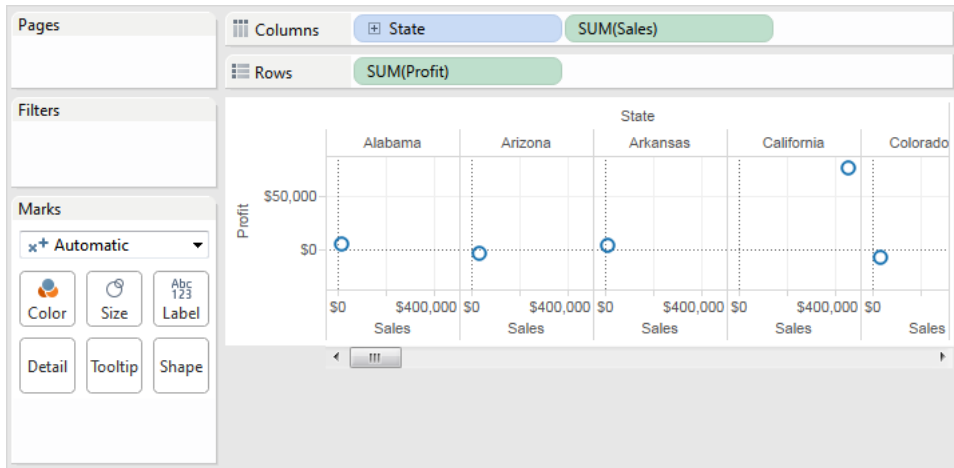 Pages
Columns
State
SUM(Sales)
Rows
SUM(Profit)
Filters
Marks
x+ Automatic
Color
Size
Abc
123
Label
Detail
Tooltip
Shape
State
Alabama
Arizona
Arkansas
California
Colorado
Profit
$50,000
$0
$0 $400,000 $0 $400,000 $0 $400,000 $0 $400,000 $0
Sales Sales Sales Sales Sales